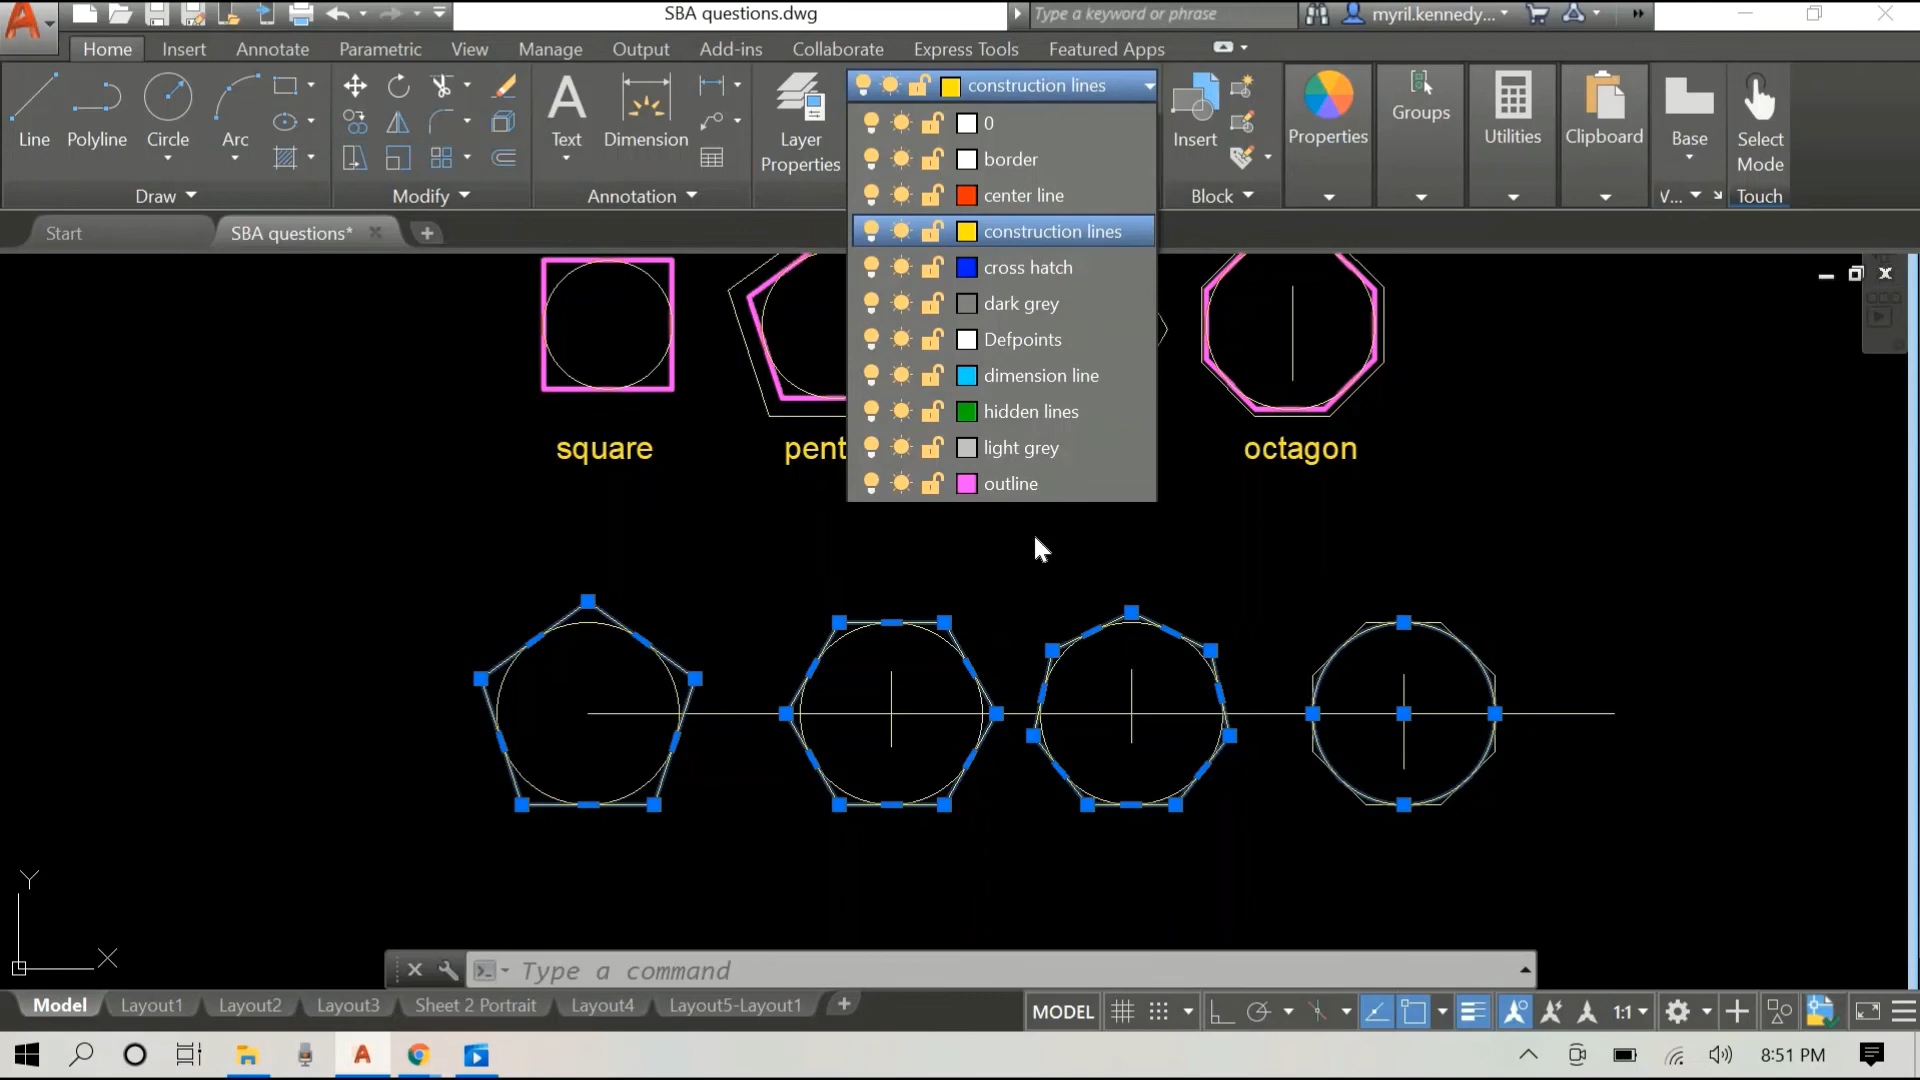 SBA questions.dwg
Type a keyword or phrase
myril.kennedy...
Home Insert Annotate Parametric View Manage Output Add-ins Collaborate Express Tools Featured Apps
Line Polyline Circle Arc
Text Dimension
Layer Properties
construction lines
Insert
Properties
Groups
Utilities
Clipboard
Base
Select Mode
Draw
Modify
Annotation
Block
V...
Touch
Start
SBA questions*
0
border
center line
construction lines
cross hatch
dark grey
Defpoints
dimension line
hidden lines
light grey
outline
square
pent
octagon
Y
X
Type a command
Model Layout1 Layout2 Layout3 Sheet 2 Portrait Layout4 Layout5-Layout1
MODEL
1:1
8:51 PM